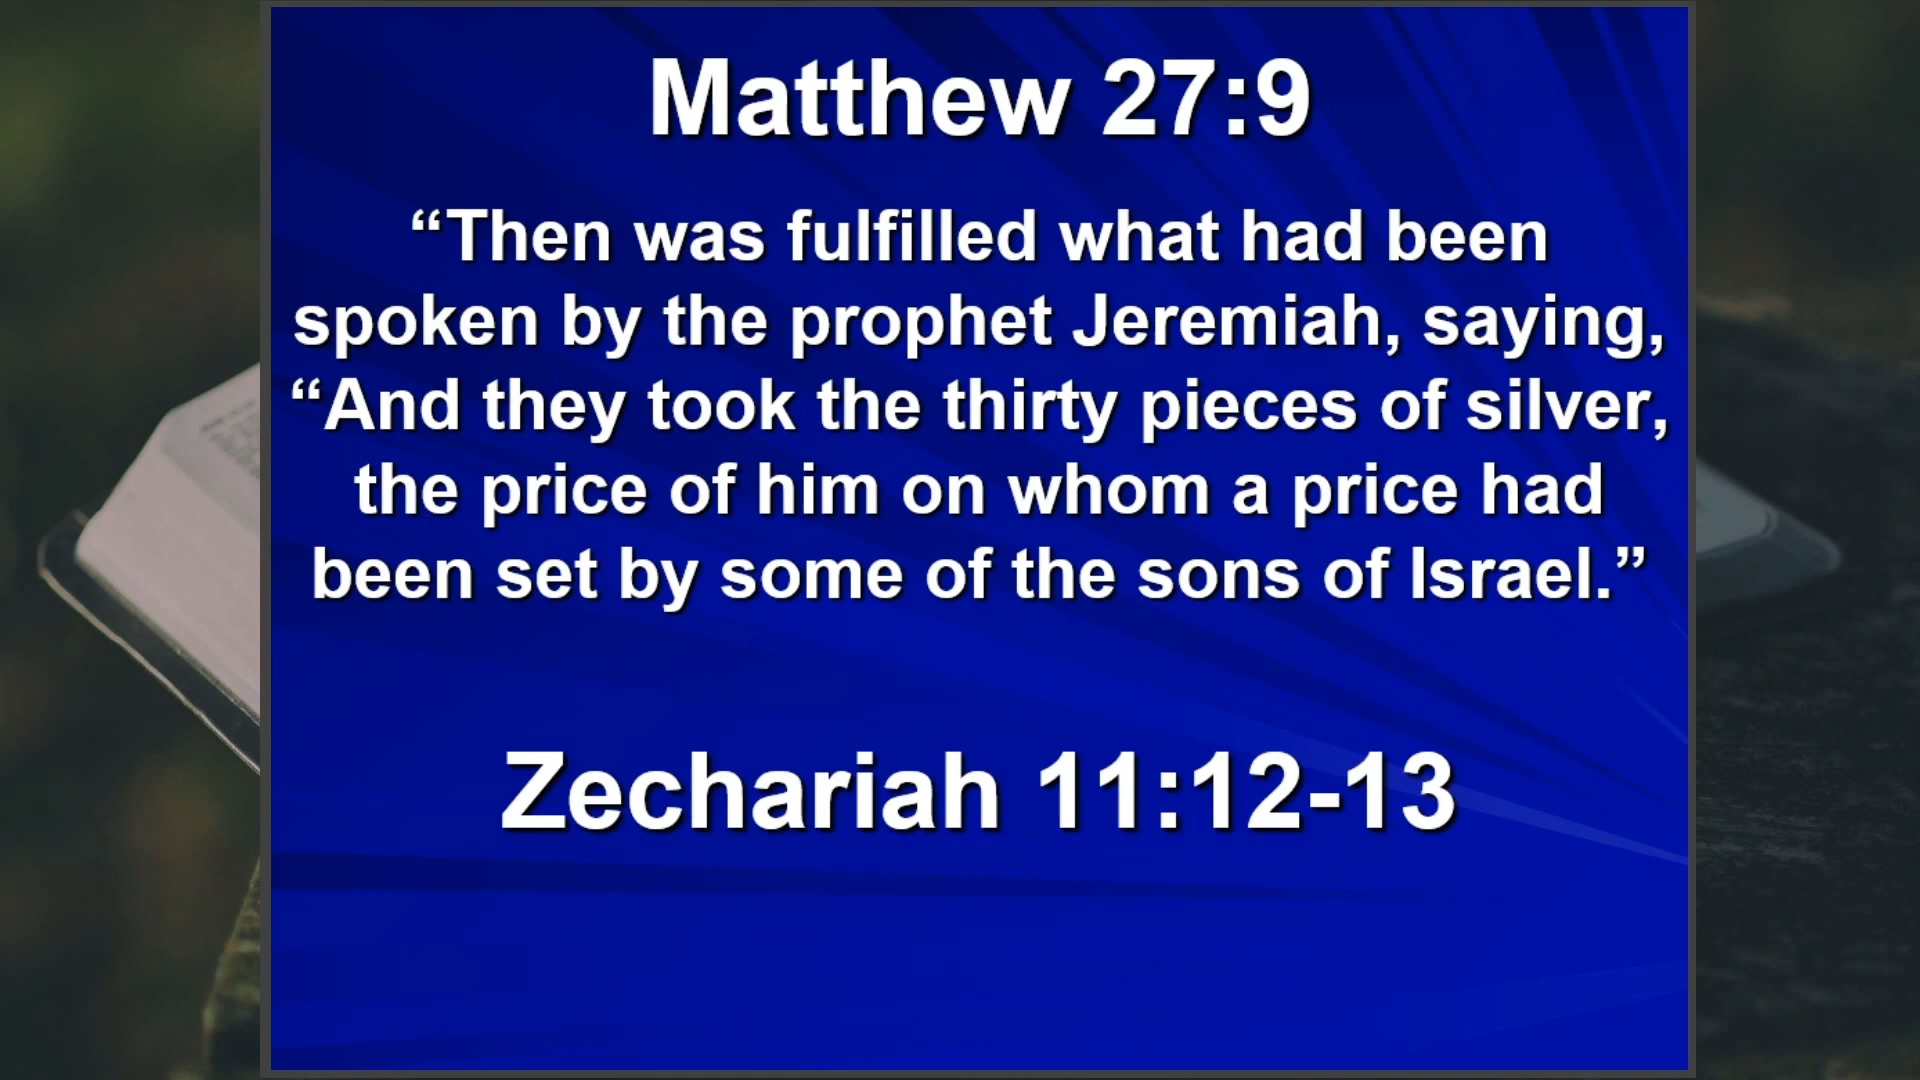 Matthew 27:9
“Then was fulfilled what had been
spoken by the prophet Jeremiah, saying,
“And they took the thirty pieces of silver,
the price of him on whom a price had
been set by some of the sons of Israel.”
Zechariah 11:12-13